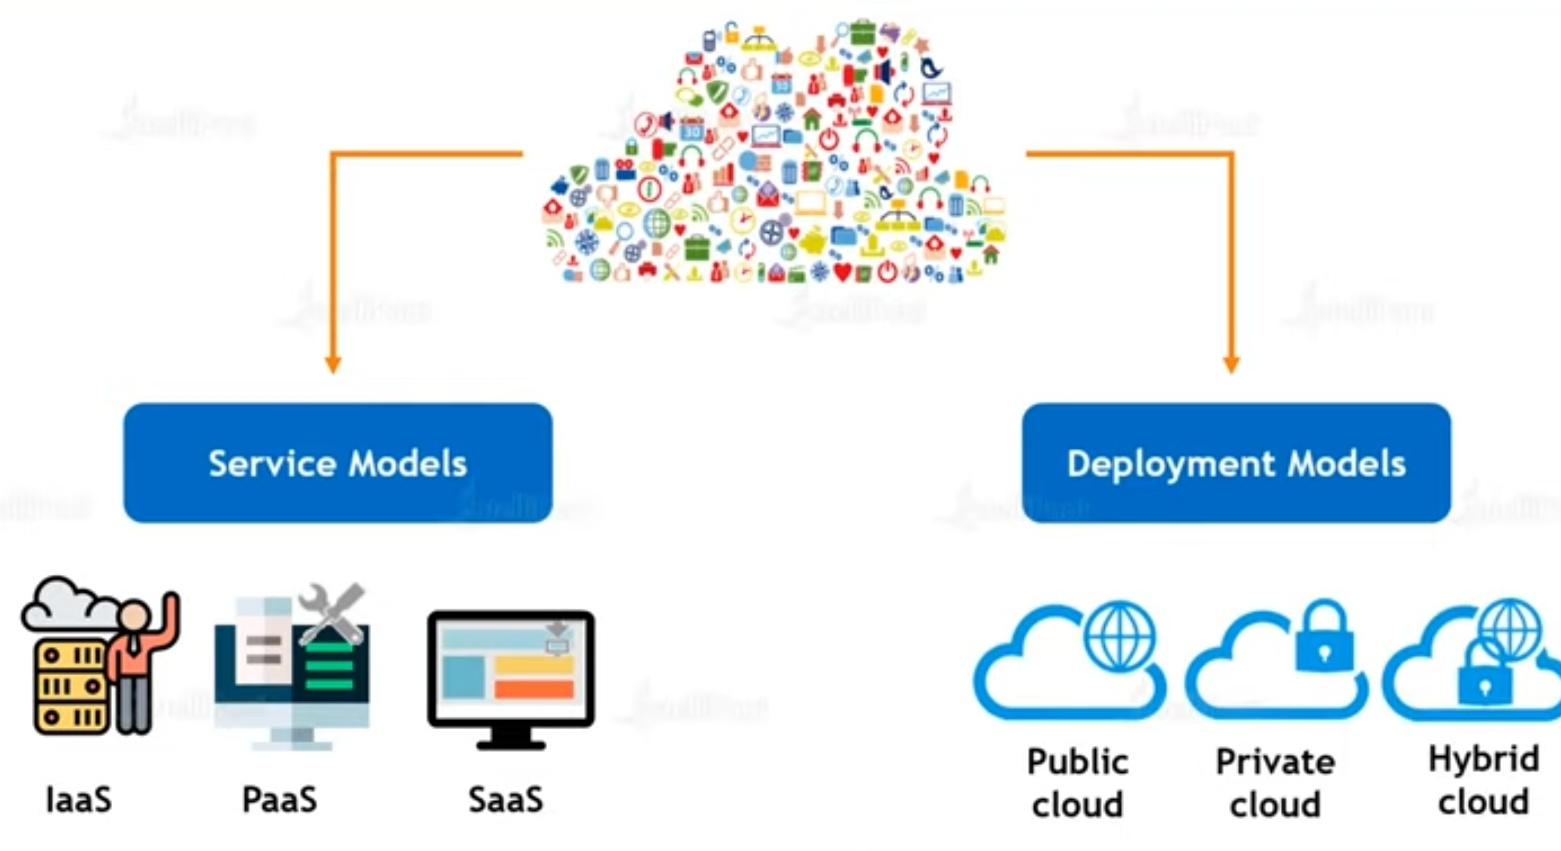 Service Models
Deployment Models
IaaS
PaaS
SaaS
Public
cloud
Private
cloud
Hybrid
cloud